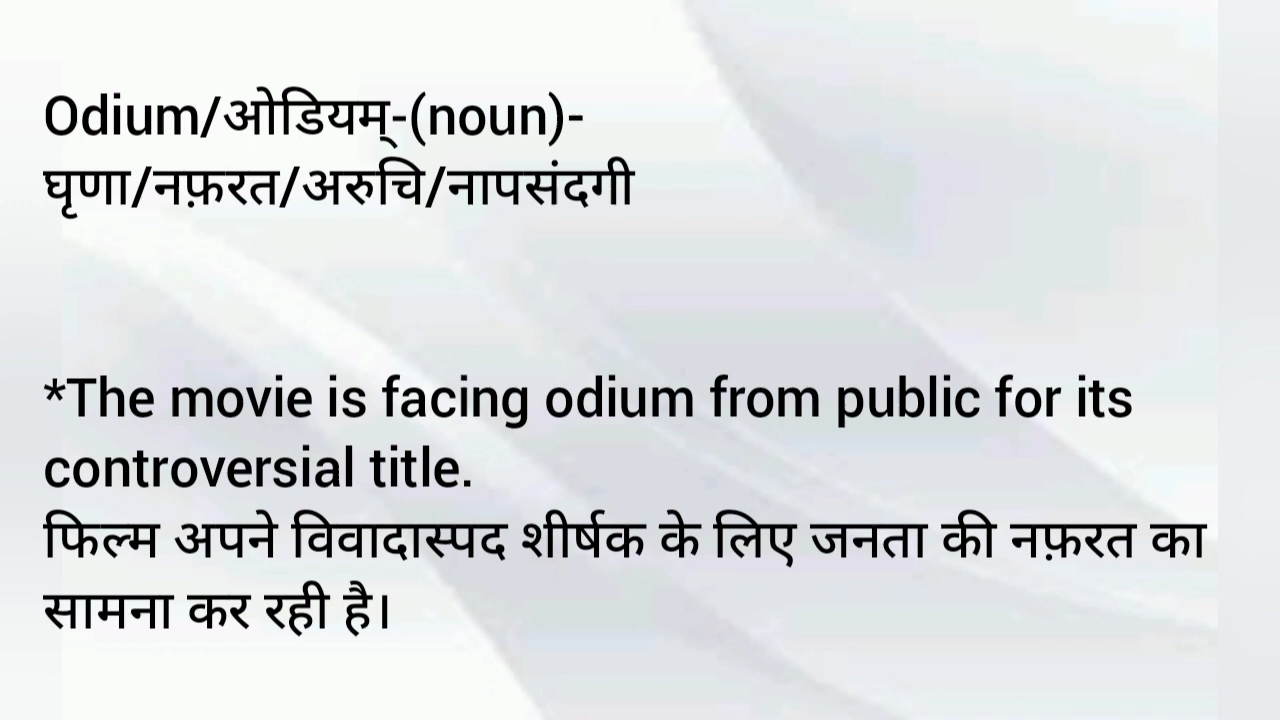 Odium/ओडियम्-(noun)-
घृणा/नफ़रत/अरुचि/नापसंदगी
*The movie is facing odium from public for its
controversial title.
फिल्म अपने विवादास्पद शीर्षक के लिए जनता की नफ़रत का
सामना कर रही है।